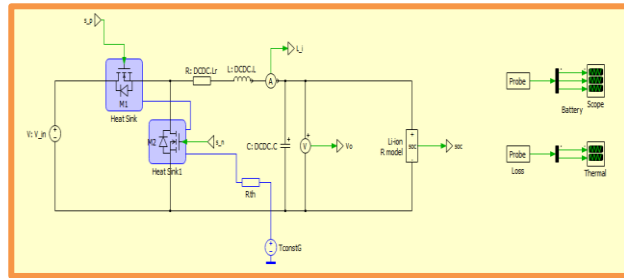 s_p
L_i
R: DCDC.Lr
L: DCDC.L
A
M1
Heat Sink
Probe
Battery
Scope
V: V_in
M2
s_n
Heat Sink1
C: DCDC.C
V
Vo
Li-ion
R model
soc
soc
Rth
Probe
Loss
Thermal
TconstG